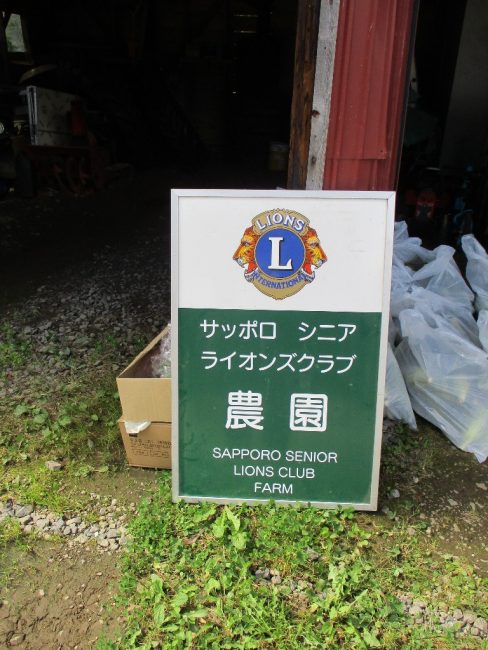 LIONS
L
INTERNATIONAL
サッポロ シニア
ライオンズクラブ
農園
SAPPORO SENIOR
LIONS CLUB
FARM